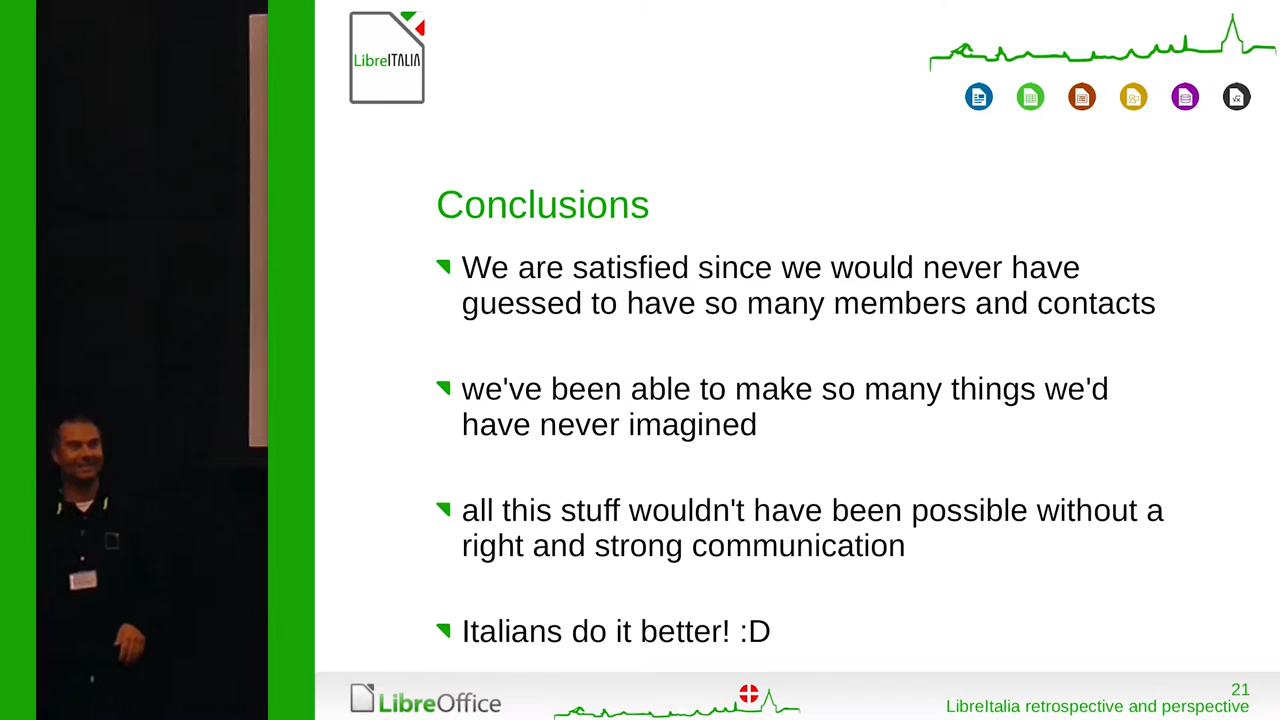 LibreITALIA
Conclusions
We are satisfied since we would never have
guessed to have so many members and contacts
we've been able to make so many things we'd
have never imagined
all this stuff wouldn't have been possible without a
right and strong communication
Italians do it better! :D
LibreOffice
21
LibreItalia retrospective and perspective